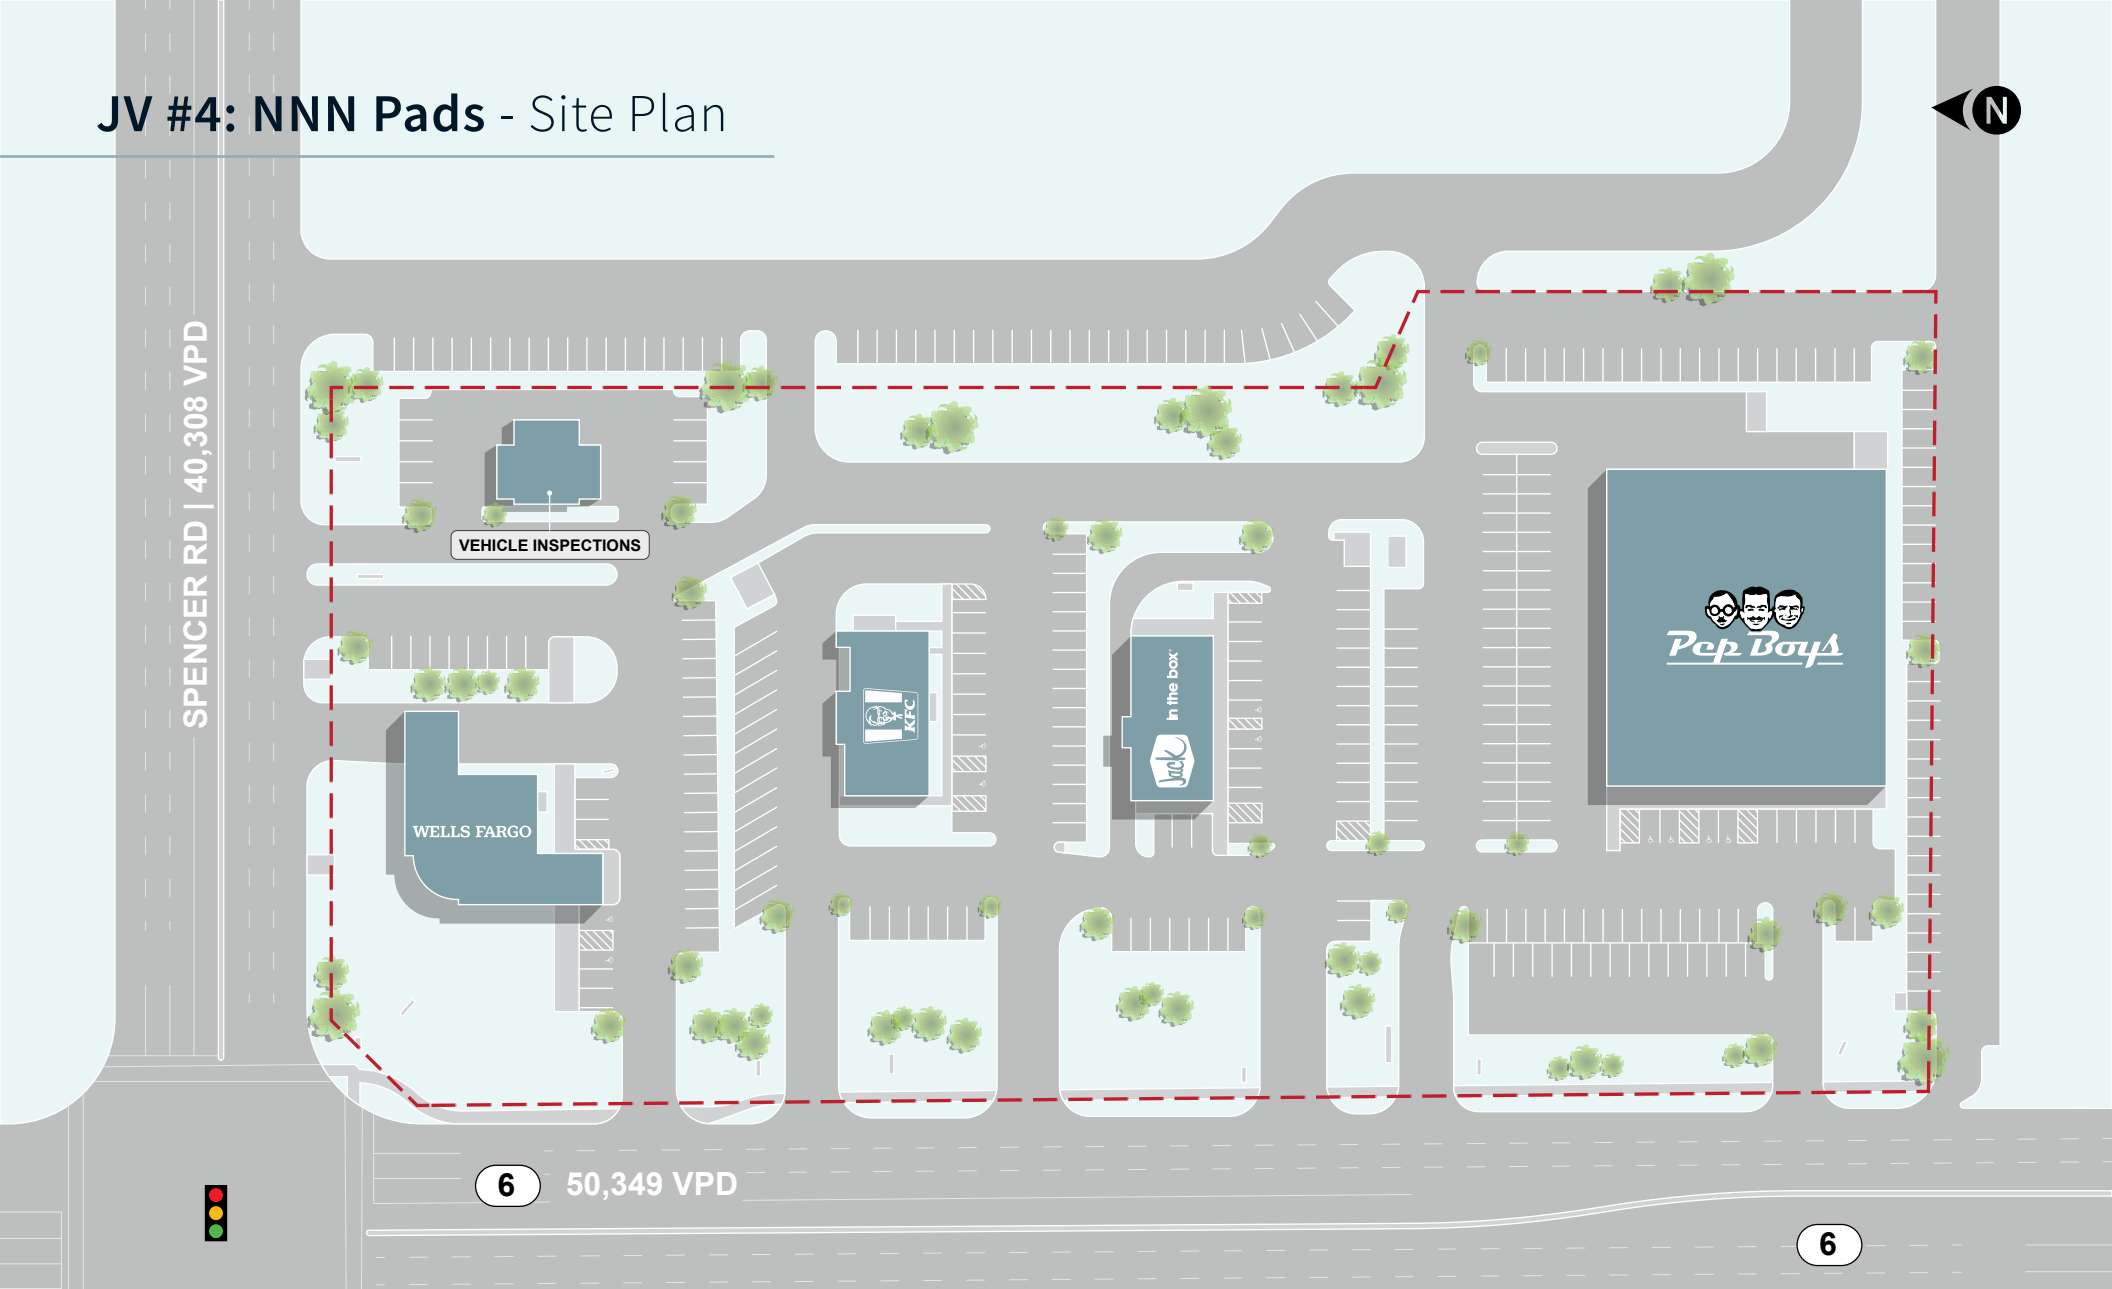 JV #4: NNN Pads - Site Plan
N
SPENCER RD | 40,308 VPD
VEHICLE INSPECTIONS
WELLS FARGO
KFC
Jack
in the box
Pep Boys
6
50,349 VPD
6